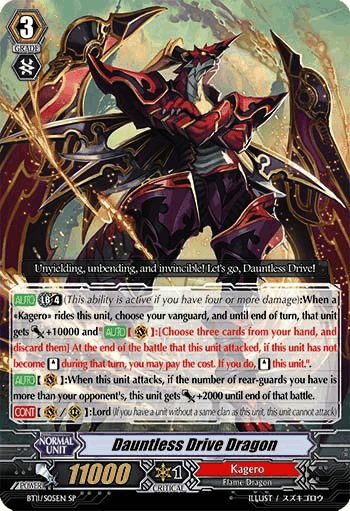 3
GRADE
Unyielding, unbending, and invincible! Let's go, Dauntless Drive!
AUTO LB 4 (This ability is active if you have four or more damage):When a
«Kagero» rides this unit, choose your vanguard, and until end of turn, that unit
gets +10000 and" AUTO [ V ]:[Choose three cards from your hand, and
discard them] At the end of the battle that this unit attacked, if this unit has not
become during that turn, you may pay the cost. If you do, this unit.".
AUTO [ V ]:When this unit attacks, if the number of rear-guards you have is
more than your opponent's, this unit gets +2000 until end of that battle.
CONT [ V / R ]:Lord (If you have a unit without a same clan as this unit, this unit cannot attack)
NORMAL
UNIT
Dauntless Drive Dragon
POWER
11000
1
CRITICAL
Kagero
Flame Dragon
BT11/S05EN SP
ILLUST / スズキゴロウ